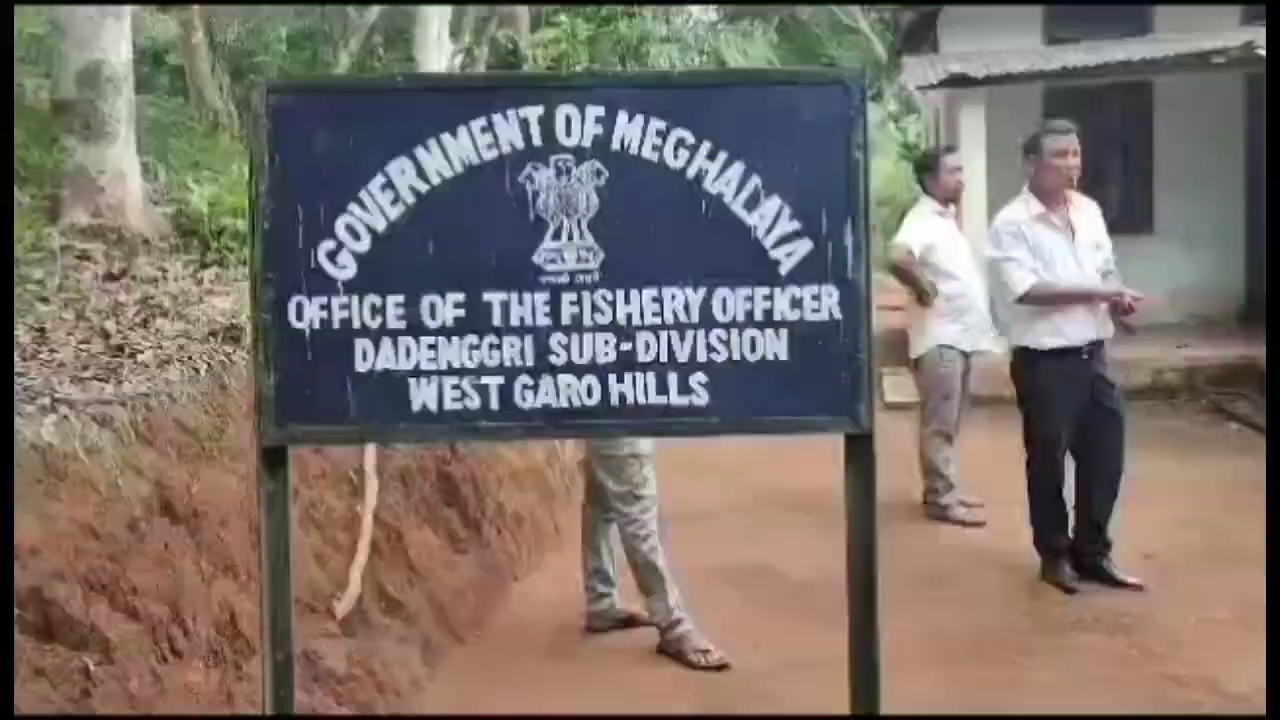 GOVERNMENT OF MEGHALAYA
OFFICE OF THE FISHERY OFFICER
DADENGGRI SUB-DIVISION
WEST GARO HILLS